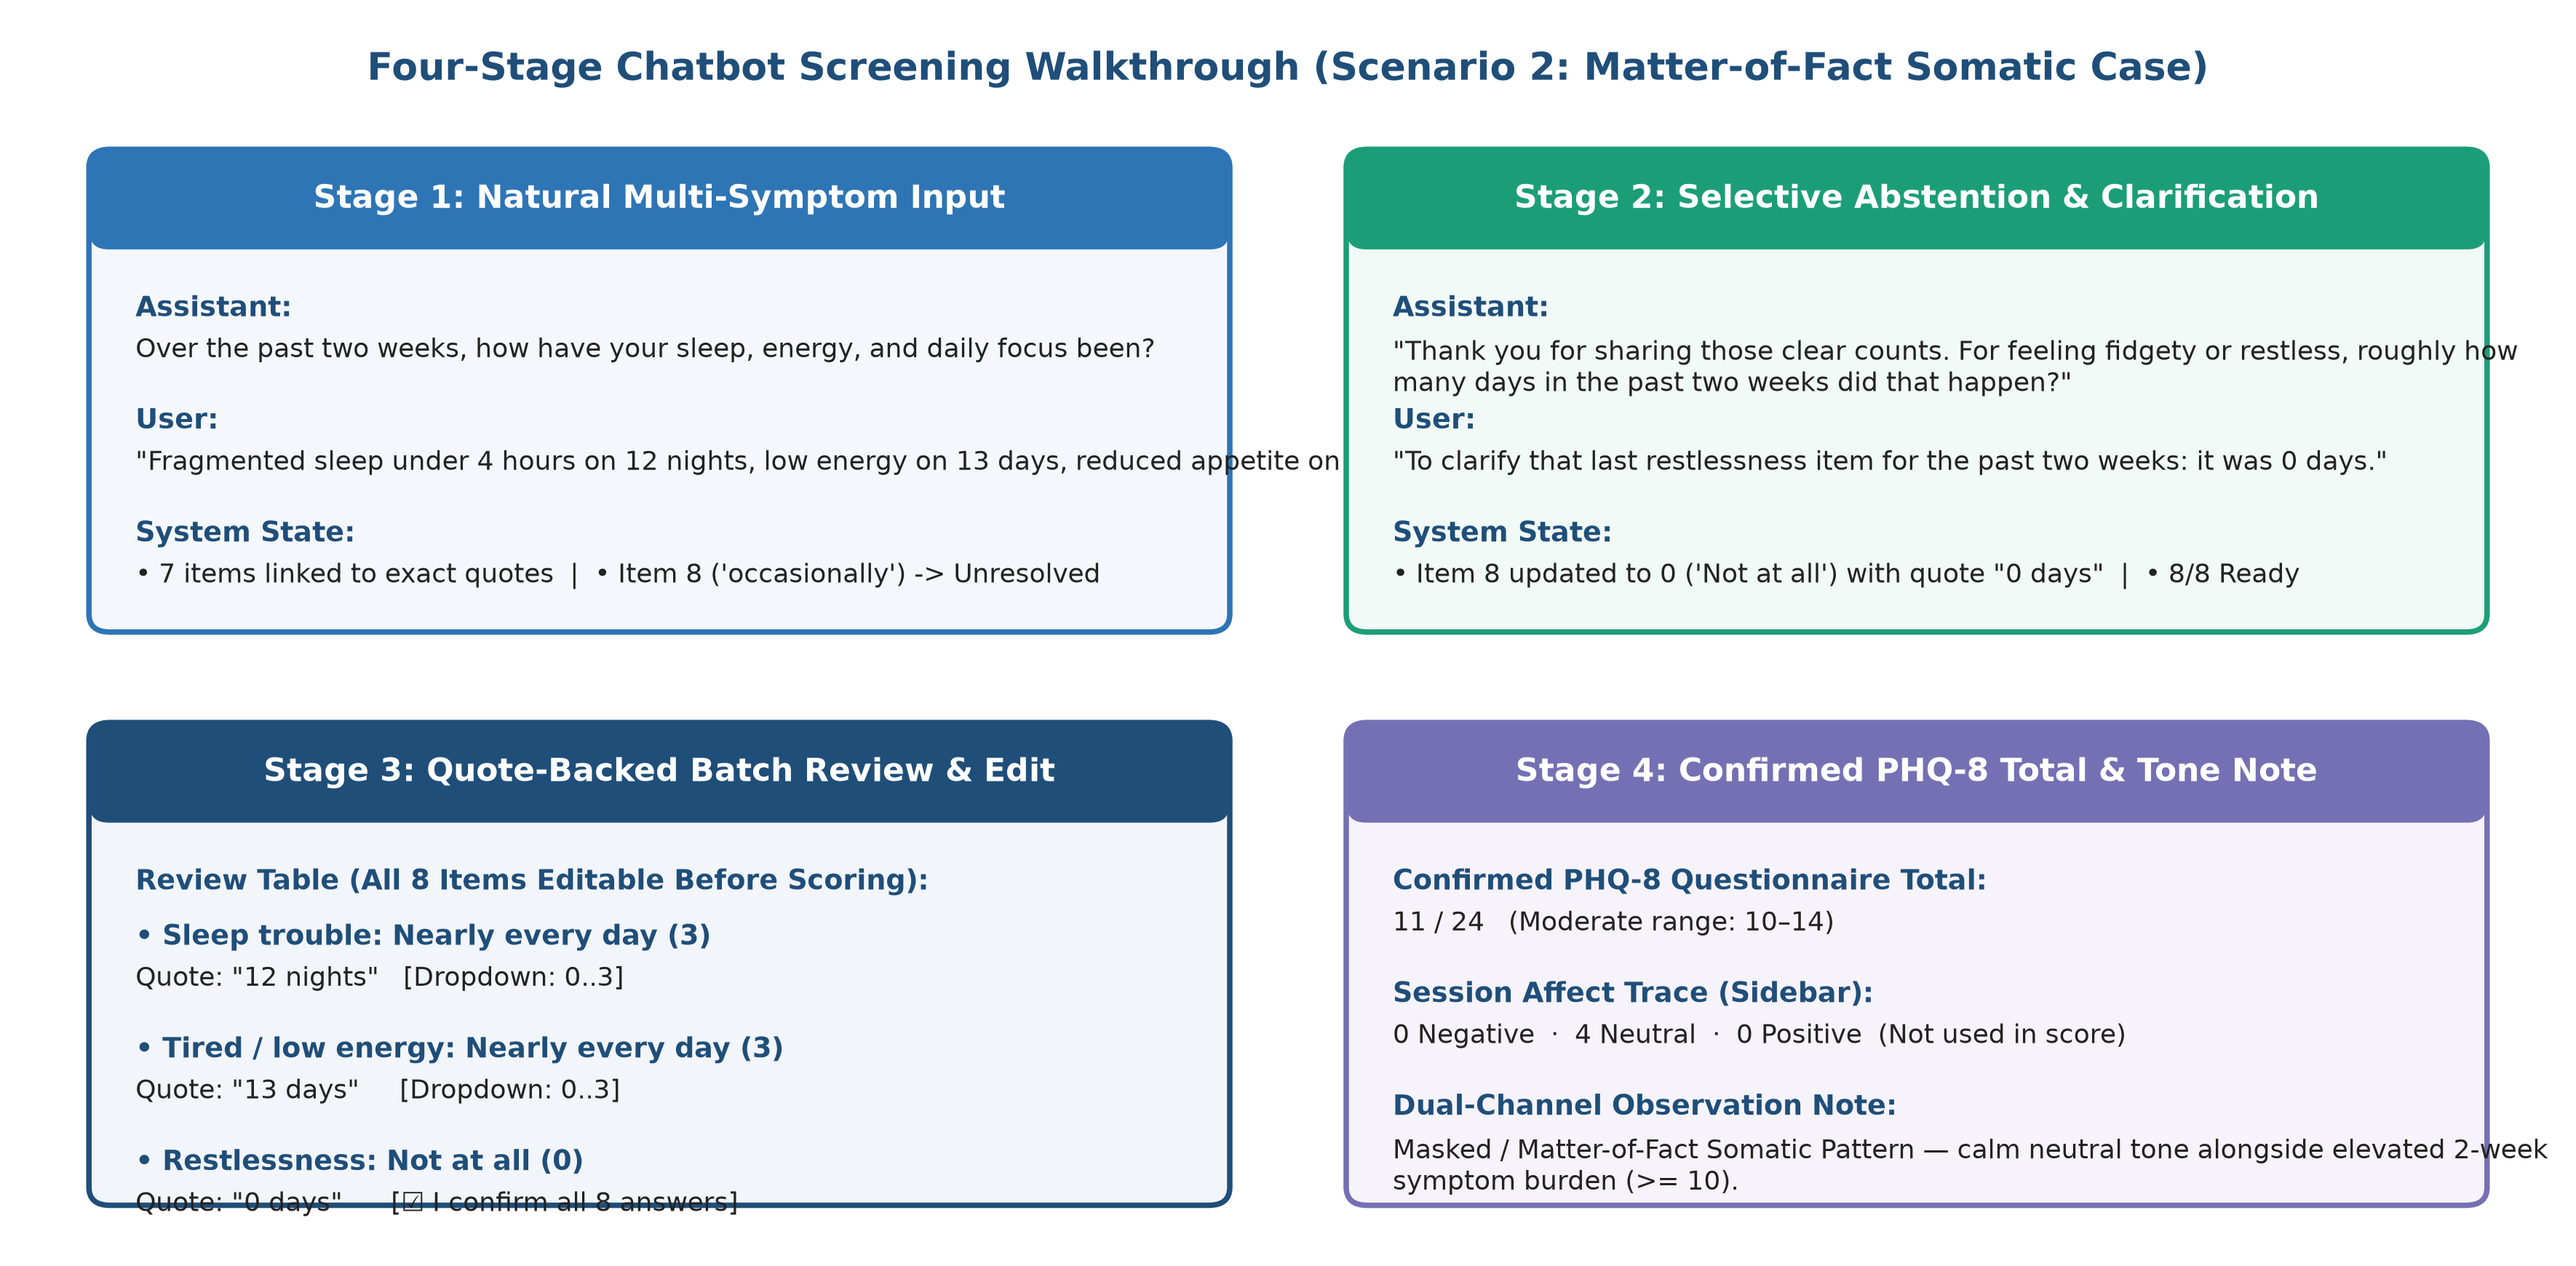 Four-Stage Chatbot Screening Walkthrough (Scenario 2: Matter-of-Fact Somatic Case)
Stage 1: Natural Multi-Symptom Input
Assistant:
Over the past two weeks, how have your sleep, energy, and daily focus been?
User:
"Fragmented sleep under 4 hours on 12 nights, low energy on 13 days, reduced appetite on
System State:
• 7 items linked to exact quotes | • Item 8 ('occasionally') -> Unresolved
Stage 2: Selective Abstention & Clarification
Assistant:
"Thank you for sharing those clear counts. For feeling fidgety or restless, roughly how
many days in the past two weeks did that happen?"
User:
"To clarify that last restlessness item for the past two weeks: it was 0 days."
System State:
• Item 8 updated to 0 ('Not at all') with quote "0 days" | • 8/8 Ready
Stage 3: Quote-Backed Batch Review & Edit
Review Table (All 8 Items Editable Before Scoring):
• Sleep trouble: Nearly every day (3)
Quote: "12 nights" [Dropdown: 0..3]
• Tired / low energy: Nearly every day (3)
Quote: "13 days" [Dropdown: 0..3]
• Restlessness: Not at all (0)
Quote: "0 days" [☑ I confirm all 8 answers]
Stage 4: Confirmed PHQ-8 Total & Tone Note
Confirmed PHQ-8 Questionnaire Total:
11 / 24 (Moderate range: 10–14)
Session Affect Trace (Sidebar):
0 Negative · 4 Neutral · 0 Positive (Not used in score)
Dual-Channel Observation Note:
Masked / Matter-of-Fact Somatic Pattern — calm neutral tone alongside elevated 2-week
symptom burden (>= 10).